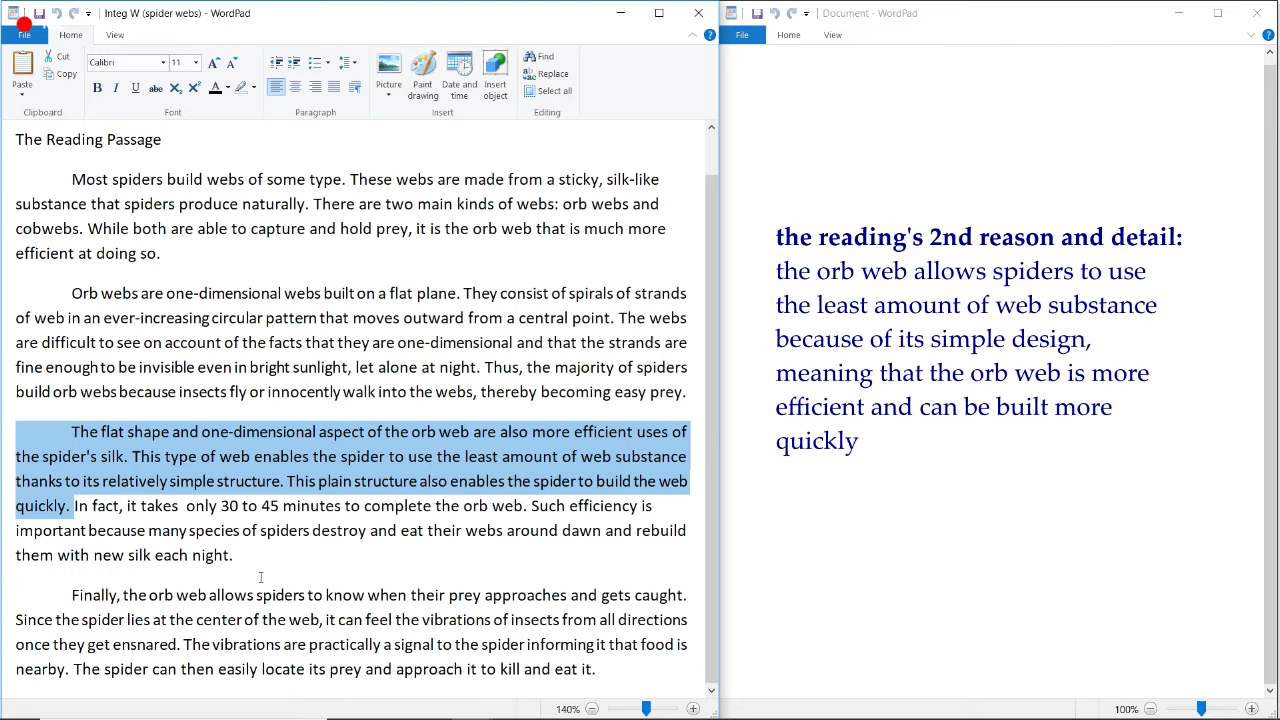 Integ W (spider webs) - WordPad
File Home View
Paste Cut Copy Clipboard
Calibri 11
B I U abc X₂ X² A Font
Paragraph
Picture Paint drawing Date and time Insert object Insert
Find Replace Select all Editing
The Reading Passage
Most spiders build webs of some type. These webs are made from a sticky, silk-like
substance that spiders produce naturally. There are two main kinds of webs: orb webs and
cobwebs. While both are able to capture and hold prey, it is the orb web that is much more
efficient at doing so.
Orb webs are one-dimensional webs built on a flat plane. They consist of spirals of strands
of web in an ever-increasing circular pattern that moves outward from a central point. The webs
are difficult to see on account of the facts that they are one-dimensional and that the strands are
fine enough to be invisible even in bright sunlight, let alone at night. Thus, the majority of spiders
build orb webs because insects fly or innocently walk into the webs, thereby becoming easy prey.
The flat shape and one-dimensional aspect of the orb web are also more efficient uses of
the spider's silk. This type of web enables the spider to use the least amount of web substance
thanks to its relatively simple structure. This plain structure also enables the spider to build the web
quickly. In fact, it takes only 30 to 45 minutes to complete the orb web. Such efficiency is
important because many species of spiders destroy and eat their webs around dawn and rebuild
them with new silk each night.
Finally, the orb web allows spiders to know when their prey approaches and gets caught.
Since the spider lies at the center of the web, it can feel the vibrations of insects from all directions
once they get ensnared. The vibrations are practically a signal to the spider informing it that food is
nearby. The spider can then easily locate its prey and approach it to kill and eat it.
140%
Document - WordPad
File Home View
the reading's 2nd reason and detail:
the orb web allows spiders to use
the least amount of web substance
because of its simple design,
meaning that the orb web is more
efficient and can be built more
quickly
100%